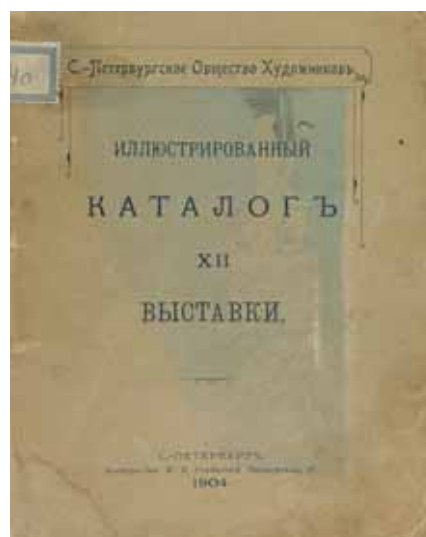 С.-Петербургское Общество Художниковъ
ИЛЛЮСТРИРОВАННЫЙ
КАТАЛОГЪ
XII
ВЫСТАВКИ.
С.-ПЕТЕРБУРГЪ.
1904